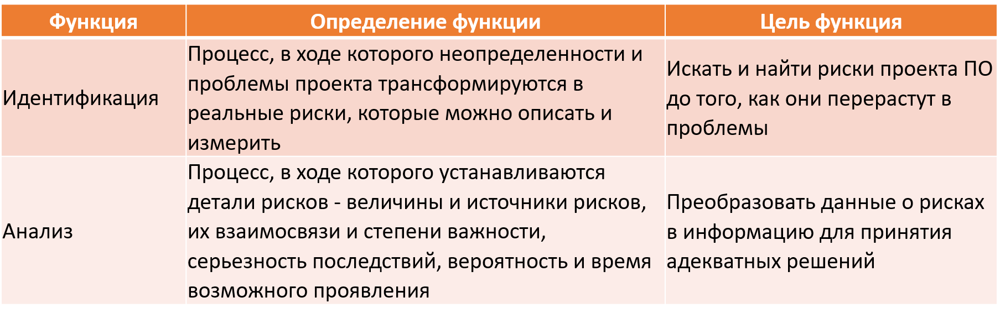 Функция
Определение функции
Цель функция
Идентификация
Процесс, в ходе которого неопределенности и
проблемы проекта трансформируются в
реальные риски, которые можно описать и
измерить
Искать и найти риски проекта ПО
до того, как они перерастут в
проблемы
Анализ
Процесс, в ходе которого устанавливаются
детали рисков - величины и источники рисков,
их взаимосвязи и степени важности,
серьезность последствий, вероятность и время
возможного проявления
Преобразовать данные о рисках
в информацию для принятия
адекватных решений